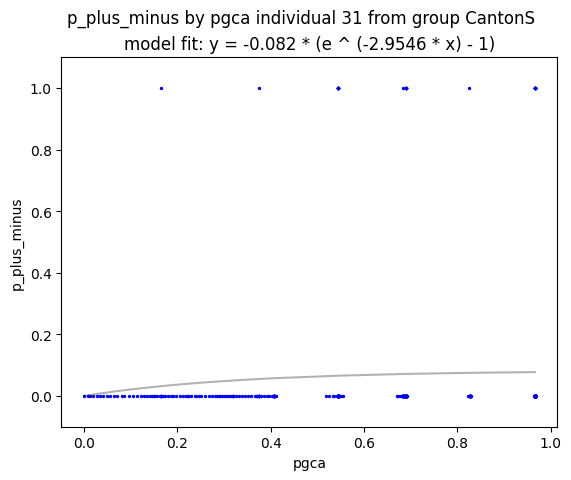 p_plus_minus by pgca individual 31 from group CantonS
model fit: y = -0.082 * (e ^ (-2.9546 * x) - 1)
1.0
0.8
0.6
0.4
0.2
0.0
p_plus_minus
0.0 0.2 0.4 0.6 0.8 1.0
pgca